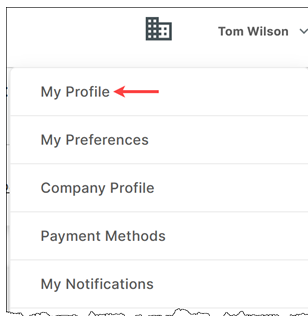 Tom Wilson
My Profile
My Preferences
Company Profile
Payment Methods
My Notifications